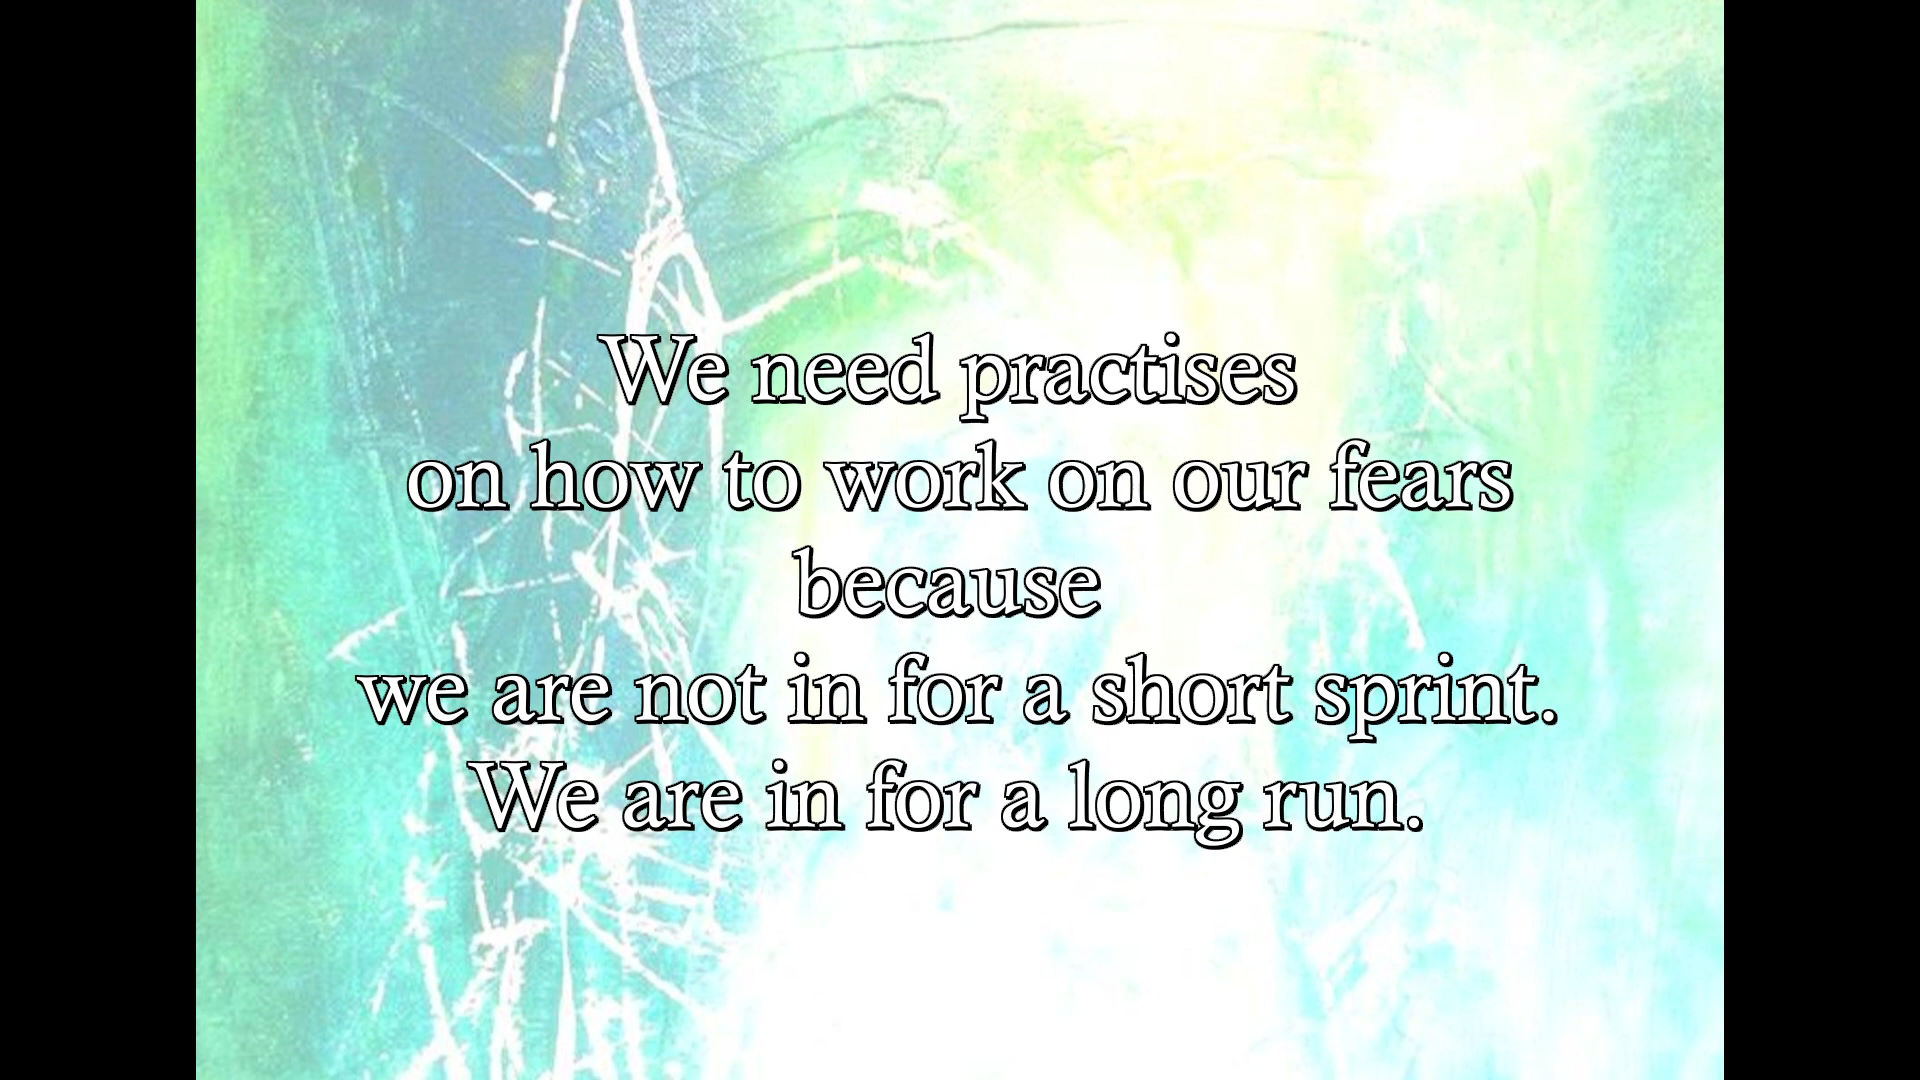 We need practises
on how to work on our fears
because
we are not in for a short sprint.
We are in for a long run.